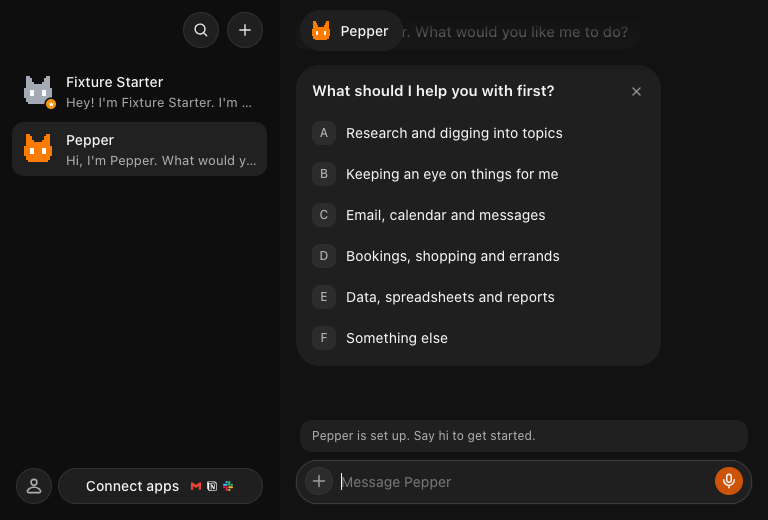 Fixture Starter
Hey! I'm Fixture Starter. I'm ...
Pepper
Hi, I'm Pepper. What would y...
Connect apps
Pepper
r. What would you like me to do?
What should I help you with first?
A Research and digging into topics
B Keeping an eye on things for me
C Email, calendar and messages
D Bookings, shopping and errands
E Data, spreadsheets and reports
F Something else
Pepper is set up. Say hi to get started.
Message Pepper